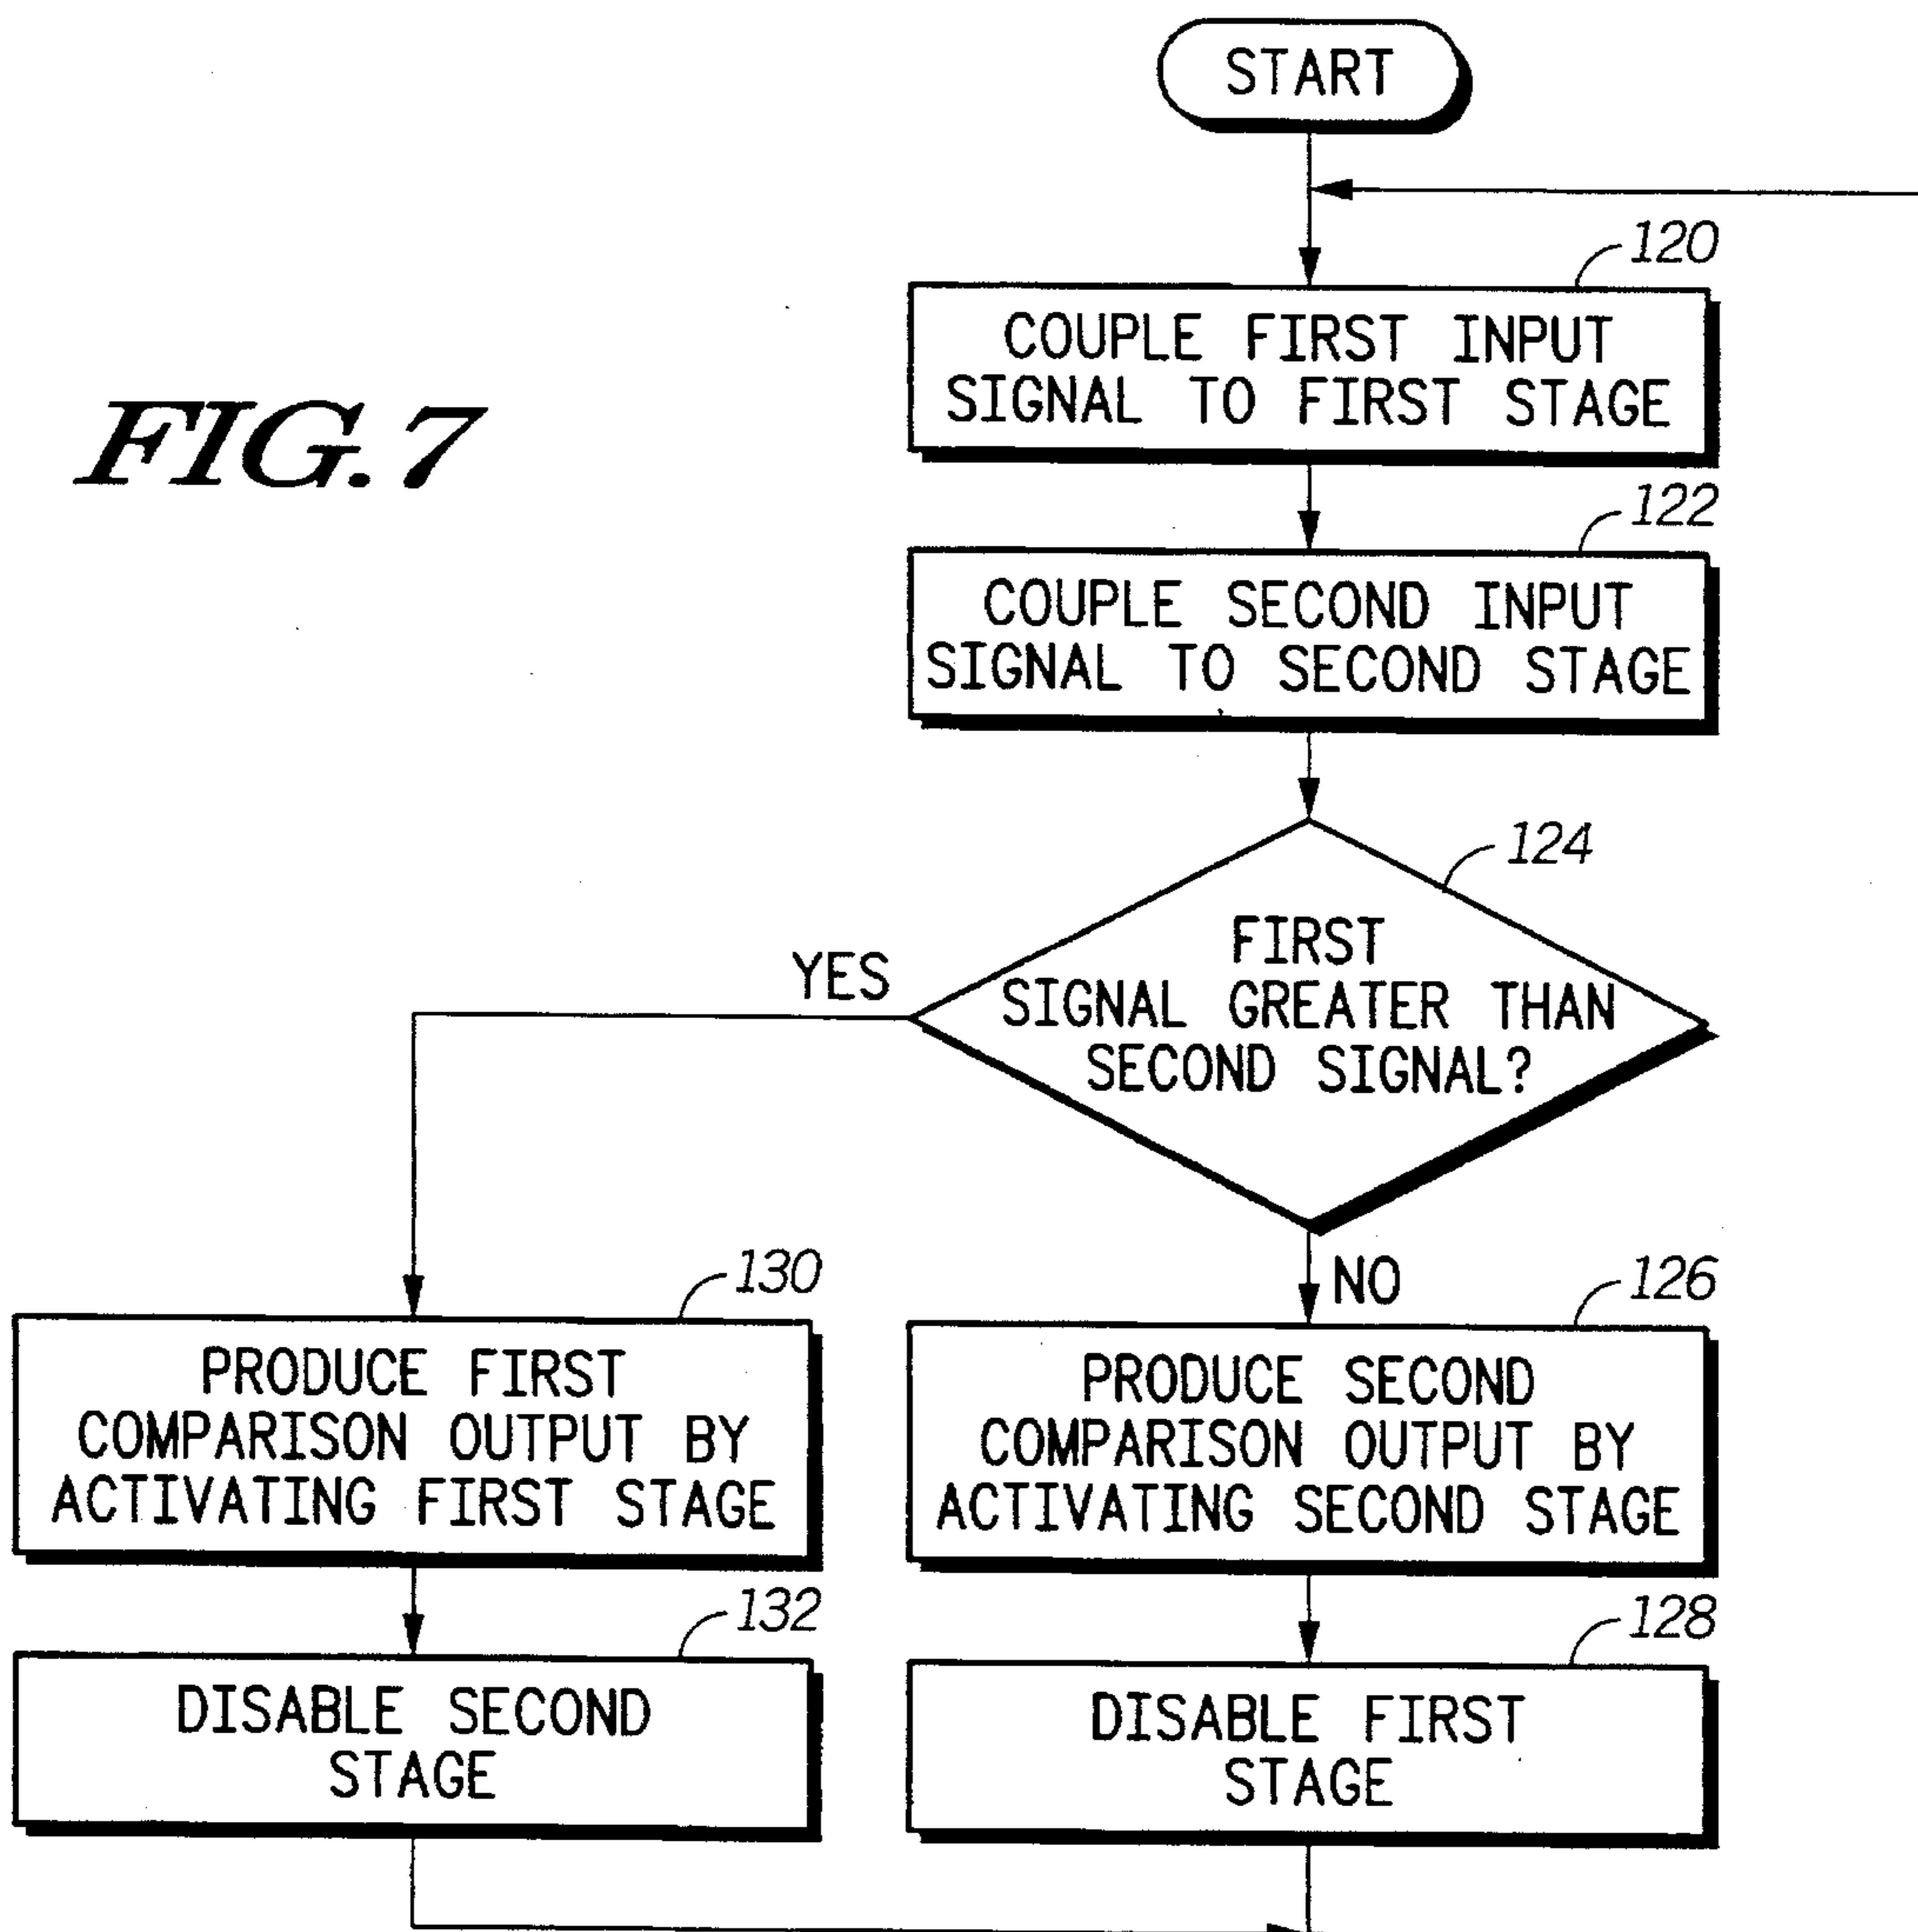 START
120
COUPLE FIRST INPUT
SIGNAL TO FIRST STAGE
FIG. 7
122
COUPLE SECOND INPUT
SIGNAL TO SECOND STAGE
124
FIRST
SIGNAL GREATER THAN
SECOND SIGNAL?
YES
NO
130
PRODUCE FIRST
COMPARISON OUTPUT BY
ACTIVATING FIRST STAGE
126
PRODUCE SECOND
COMPARISON OUTPUT BY
ACTIVATING SECOND STAGE
132
DISABLE SECOND
STAGE
128
DISABLE FIRST
STAGE